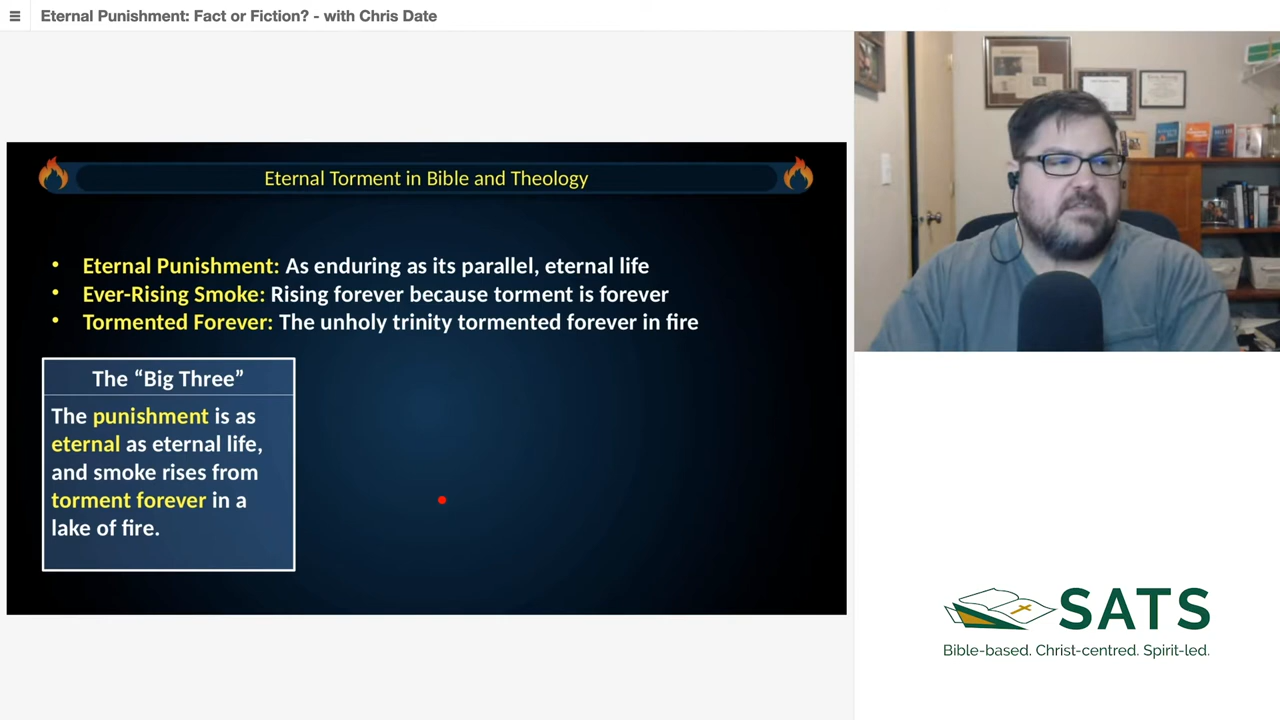 Eternal Punishment: Fact or Fiction? - with Chris Date
Eternal Torment in Bible and Theology
• Eternal Punishment: As enduring as its parallel, eternal life
• Ever-Rising Smoke: Rising forever because torment is forever
• Tormented Forever: The unholy trinity tormented forever in fire
The “Big Three”
The punishment is as
eternal as eternal life,
and smoke rises from
torment forever in a
lake of fire.
SATS
Bible-based. Christ-centred. Spirit-led.